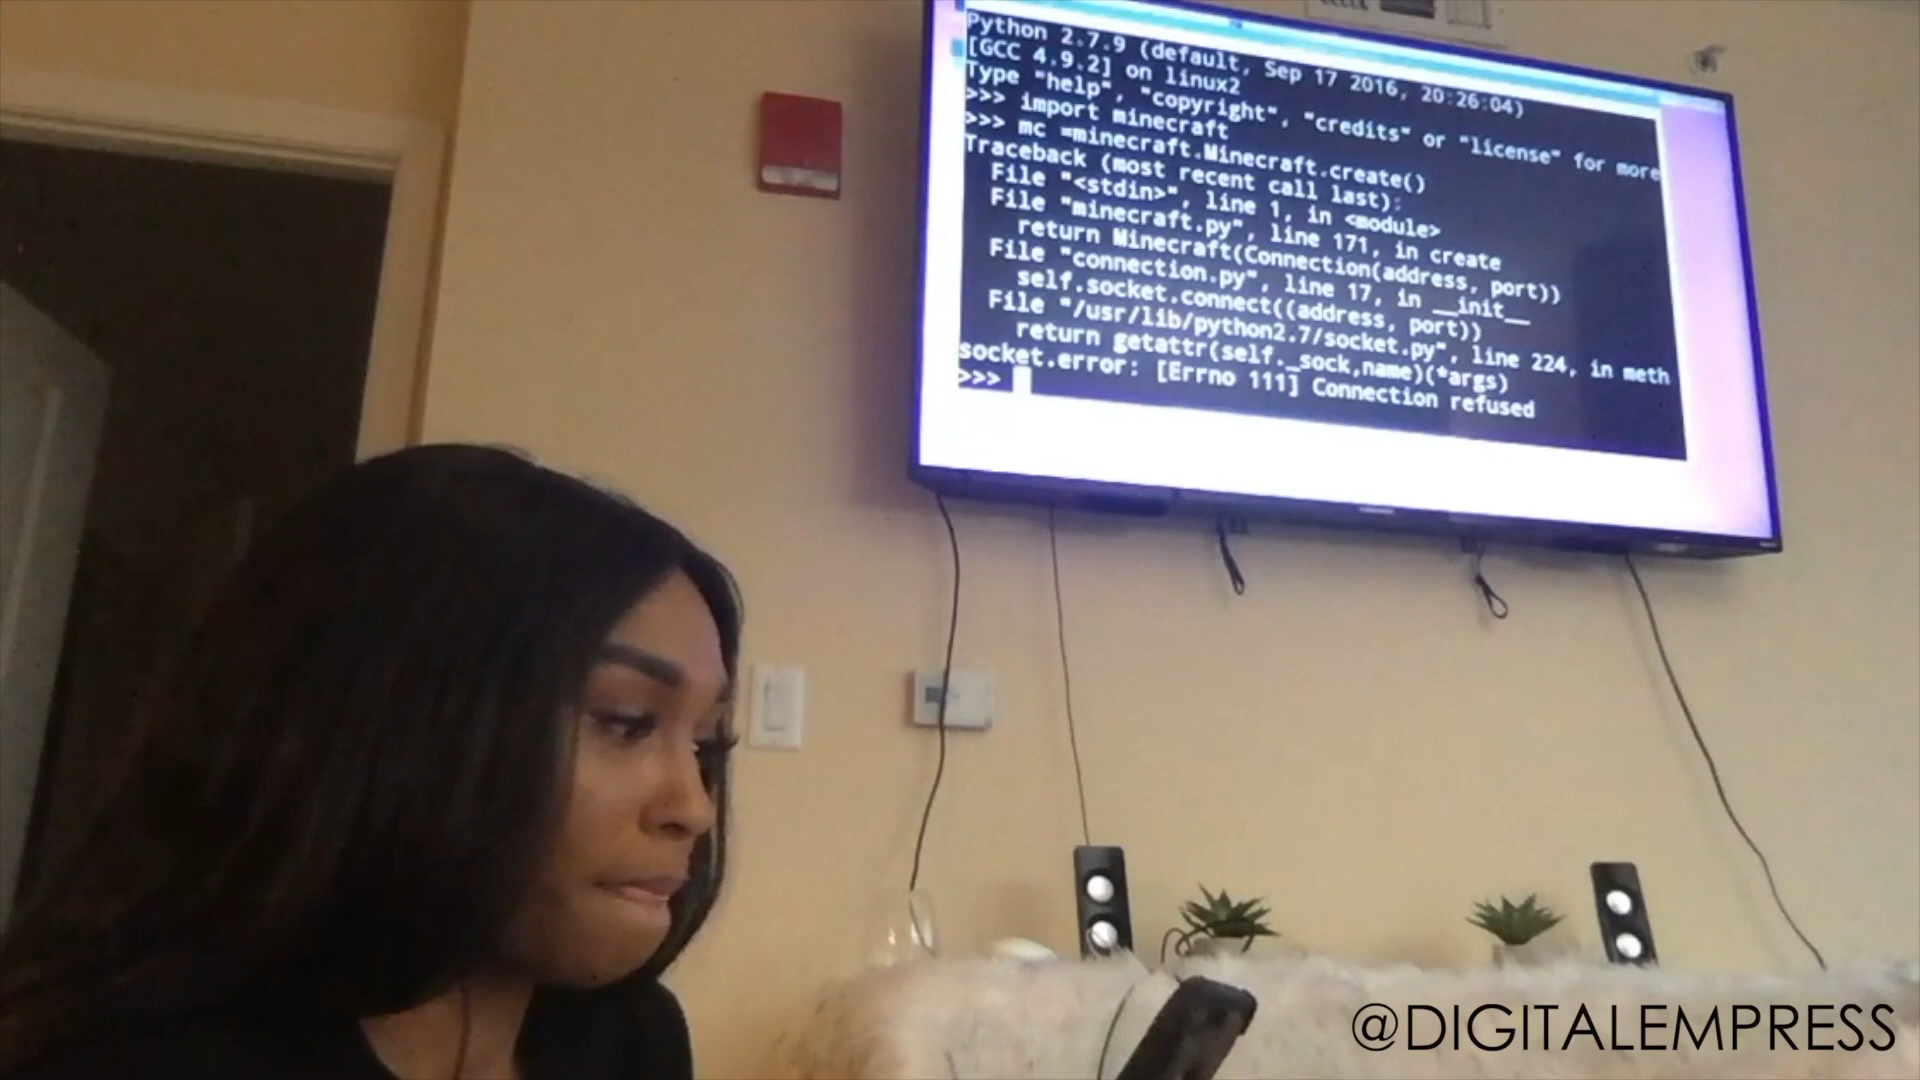 Python 2.7.9 (default, Sep 17 2016, 20:26:04)
[GCC 4.9.2] on linux2
Type "help", "copyright", "credits" or "license" for more
>>> import minecraft
>>> mc =minecraft.Minecraft.create()
Traceback (most recent call last):
File "<stdin>", line 1, in <module>
File "minecraft.py", line 171, in create
return Minecraft(Connection(address, port))
File "connection.py", line 17, in __init__
self.socket.connect((address, port))
File "/usr/lib/python2.7/socket.py", line 224, in meth
return getattr(self._sock,name)(*args)
socket.error: [Errno 111] Connection refused
>>>
@DIGITALEMPRESS